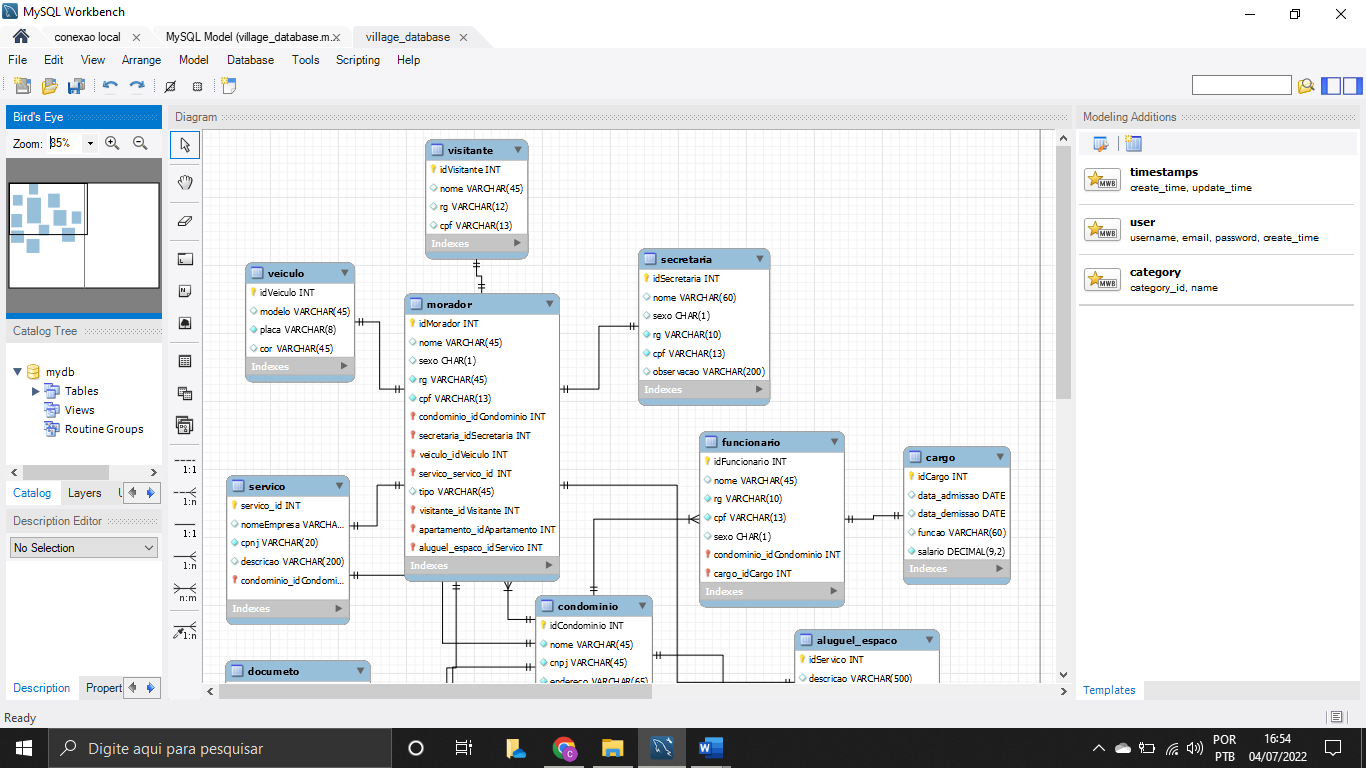 MySQL Workbench
conexao local
MySQL Model (village_database.m...
village_database
File Edit View Arrange Model Database Tools Scripting Help
Bird's Eye
Zoom: 85%
Diagram
Modeling Additions
timestamps
create_time, update_time
user
username, email, password, create_time
category
category_id, name
Templates
Catalog Tree
mydb
Tables
Views
Routine Groups
Catalog Layers
Description Editor
No Selection
Description Propert
1:1
1:n
1:1
1:n
n:m
1:n
visitante
idVisitante INT
nome VARCHAR(45)
rg VARCHAR(12)
cpf VARCHAR(13)
Indexes
veiculo
idVeiculo INT
modelo VARCHAR(45)
placa VARCHAR(8)
cor VARCHAR(45)
Indexes
morador
idMorador INT
nome VARCHAR(45)
sexo CHAR(1)
rg VARCHAR(45)
cpf VARCHAR(13)
condominio_idCondominio INT
secretaria_idSecretaria INT
veiculo_idVeiculo INT
servico_servico_id INT
tipo VARCHAR(45)
visitante_idVisitante INT
apartamento_idApartamento INT
aluguel_espaco_idServico INT
Indexes
secretaria
idSecretaria INT
nome VARCHAR(60)
sexo CHAR(1)
rg VARCHAR(10)
cpf VARCHAR(13)
observacao VARCHAR(200)
Indexes
servico
servico_id INT
nomeEmpresa VARCHA...
cpnj VARCHAR(20)
descricao VARCHAR(200)
condominio_idCondomi...
Indexes
funcionario
idFuncionario INT
nome VARCHAR(45)
rg VARCHAR(10)
cpf VARCHAR(13)
sexo CHAR(1)
condominio_idCondominio INT
cargo_idCargo INT
Indexes
cargo
idCargo INT
data_admissao DATE
data_demissao DATE
funcao VARCHAR(60)
salario DECIMAL(9,2)
Indexes
condominio
idCondominio INT
nome VARCHAR(45)
cnpj VARCHAR(45)
endereco VARCHAR(65)
aluguel_espaco
idServico INT
descricao VARCHAR(500)
documeto
Ready
Digite aqui para pesquisar
POR
PTB
16:54
04/07/2022